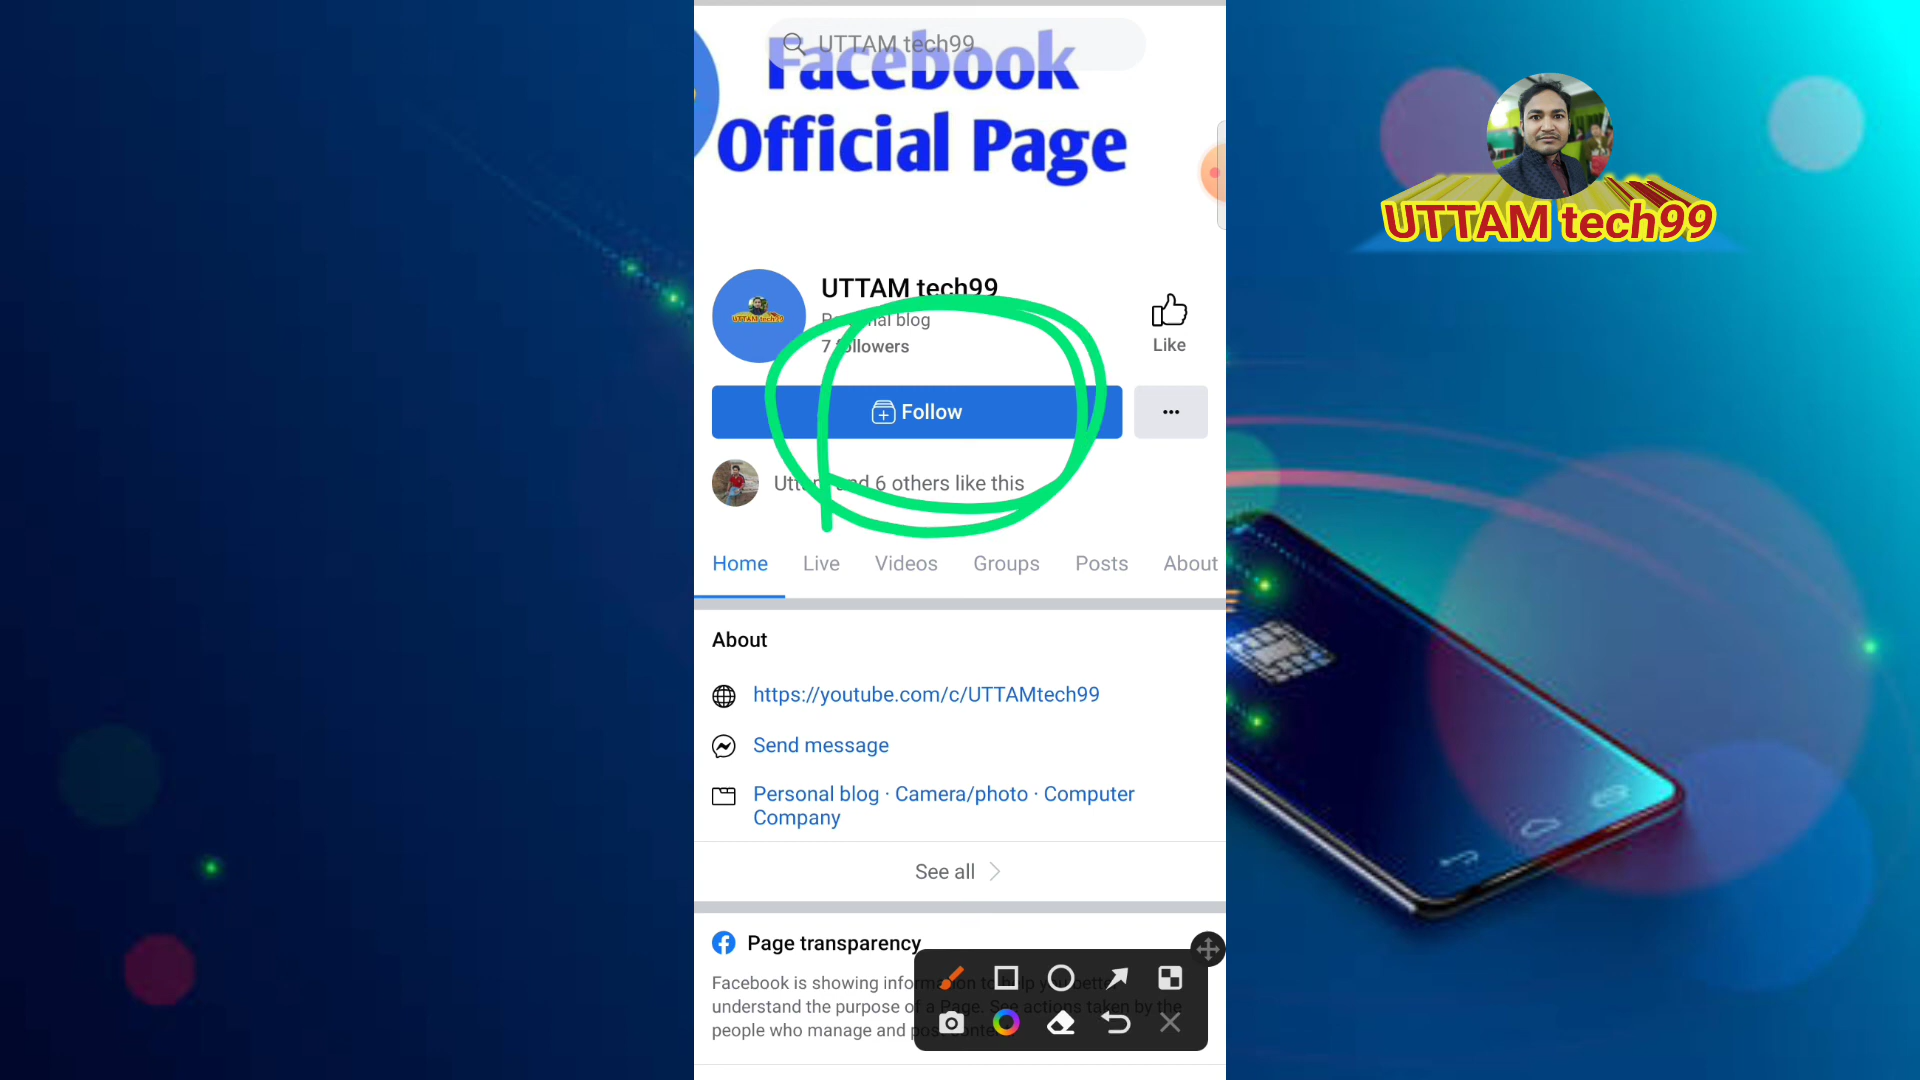 UTTAM tech99
Facebook
Official Page
UTTAM tech99
UTTAM tech99
UTTAM tech99
Personal blog
7 followers
Like
Follow
Uttam and 6 others like this
Home Live Videos Groups Posts About
About
https://youtube.com/c/UTTAMtech99
Send message
Personal blog · Camera/photo · Computer
Company
See all
Page transparency
Facebook is showing information to help you better
understand the purpose of a Page. See actions taken by the
people who manage and post content.